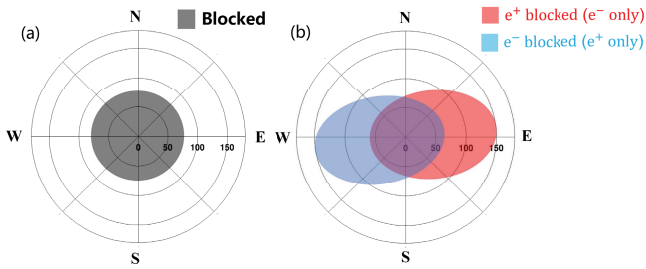 (a)
N
Blocked
W
0 50 100 150
E
S
(b)
N
e⁺ blocked (e⁻ only)
e⁻ blocked (e⁺ only)
W
0 50 100 150
E
S